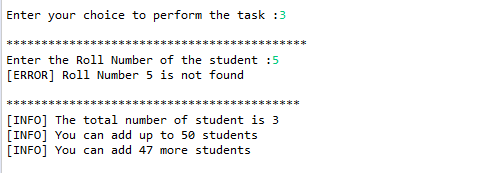 Enter your choice to perform the task :3
*******************************************
Enter the Roll Number of the student :5
[ERROR] Roll Number 5 is not found
******************************************
[INFO] The total number of student is 3
[INFO] You can add up to 50 students
[INFO] You can add 47 more students